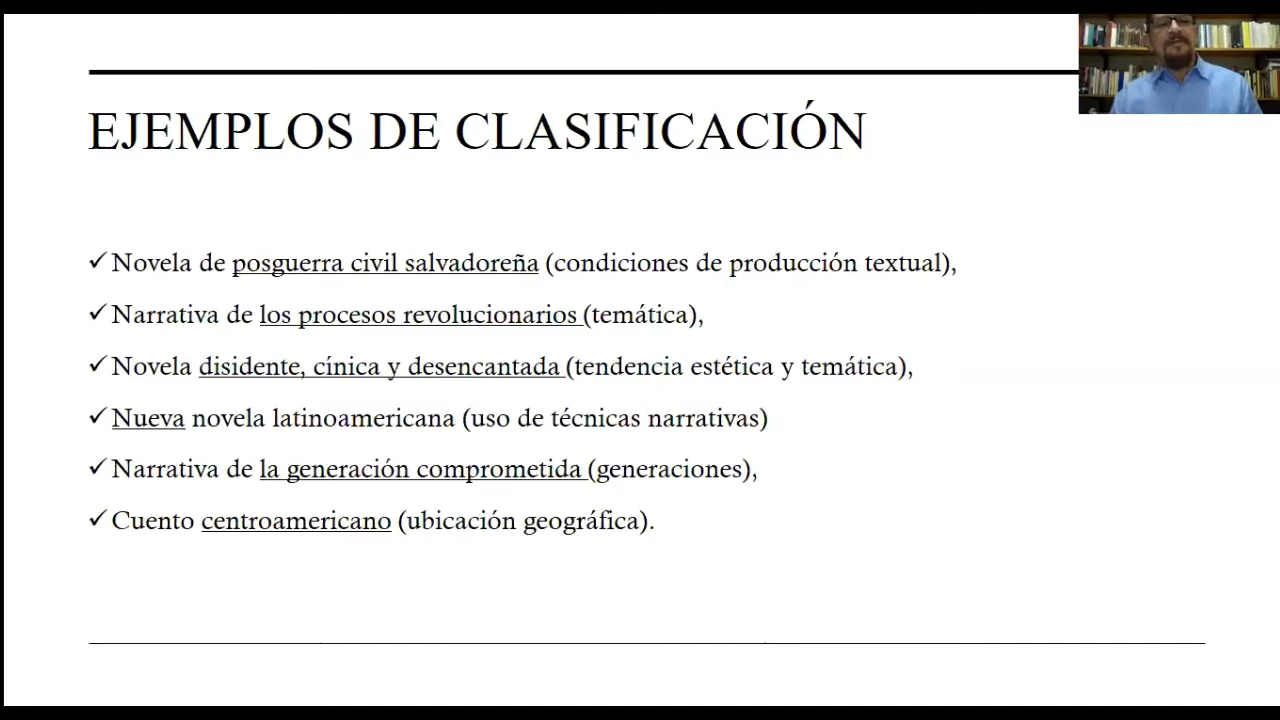 EJEMPLOS DE CLASIFICACIÓN
✓Novela de posguerra civil salvadoreña (condiciones de producción textual),
✓Narrativa de los procesos revolucionarios (temática),
✓Novela disidente, cínica y desencantada (tendencia estética y temática),
✓Nueva novela latinoamericana (uso de técnicas narrativas)
✓Narrativa de la generación comprometida (generaciones),
✓Cuento centroamericano (ubicación geográfica).